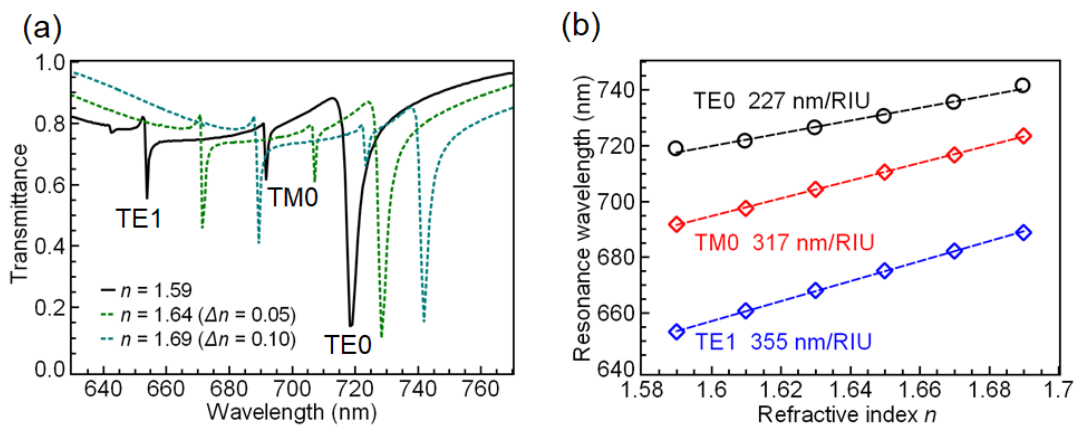 (a)
1.0
0.8
0.6
0.4
0.2
0.0
Transmittance
TE1
TM0
TE0
n = 1.59
n = 1.64 (Δn = 0.05)
n = 1.69 (Δn = 0.10)
640 660 680 700 720 740 760
Wavelength (nm)
(b)
740
720
700
680
660
640
Resonance wavelength (nm)
TE0 227 nm/RIU
TM0 317 nm/RIU
TE1 355 nm/RIU
1.58 1.6 1.62 1.64 1.66 1.68 1.7
Refractive index n